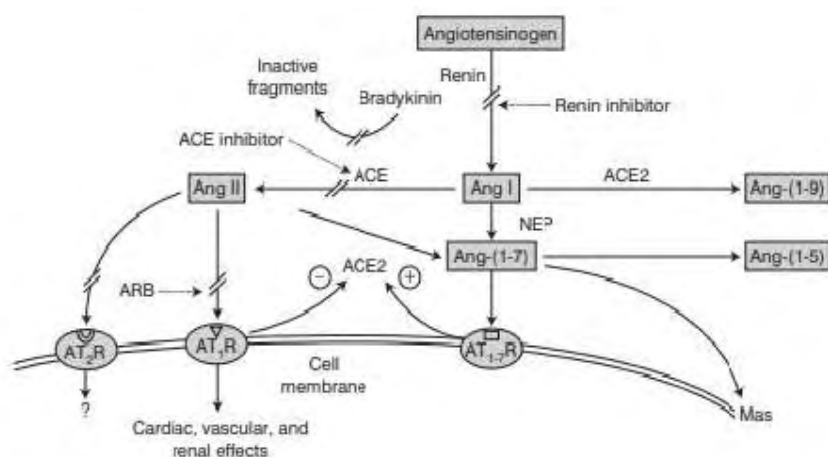 Angiotensinogen
Inactive
fragments
Renin
Bradykinin
Renin inhibitor
ACE inhibitor
ACE
Ang II
Ang I
ACE2
Ang-(1-9)
NEP
Ang-(1-7)
Ang-(1-5)
ARB
−
ACE2
+
AT₂R
AT₁R
AT₁₋₇R
Cell
membrane
?
Mas
Cardiac, vascular, and
renal effects